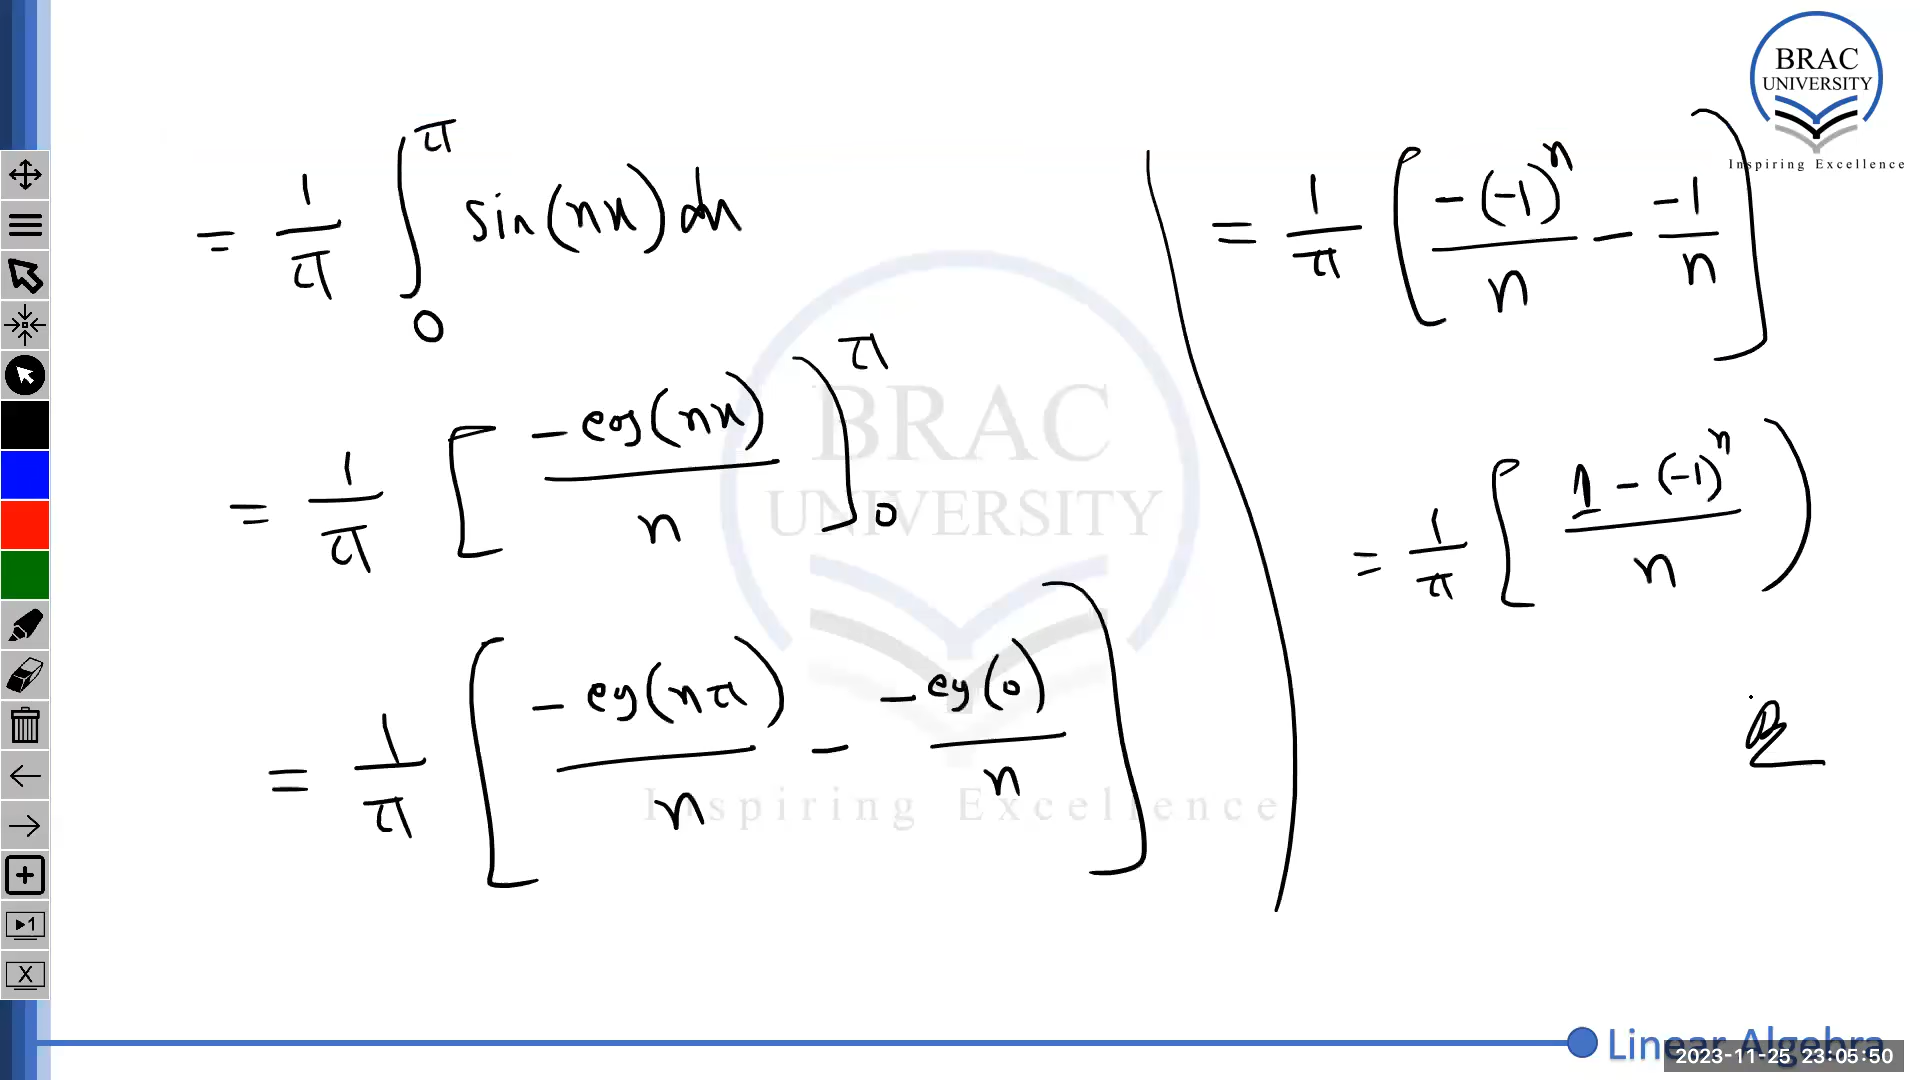 BRAC
UNIVERSITY
Inspiring Excellence
= 1/π ∫₀^π sin(nx) dx
= 1/π [ -cos(nx)/n ]₀^π
= 1/π [ -cos(nπ)/n - -cos(0)/n ]
= 1/π [ -(-1)^n/n - -1/n ]
= 1/π [ 1-(-1)^n/n ]
BRAC
UNIVERSITY
Inspiring Excellence
Linear Algebra
2023-11-25 23:05:50